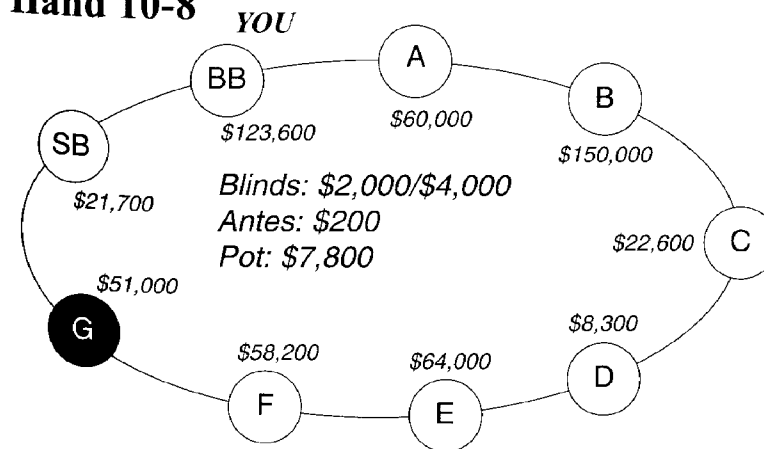 Hand 10-8
YOU
A
BB
B
$60,000
$123,600
SB
$150,000
Blinds: $2,000/$4,000
$21,700
Antes: $200
C
$22,600
Pot: $7,800
$51,000
G
$8,300
$58,200
$64,000
D
F
E